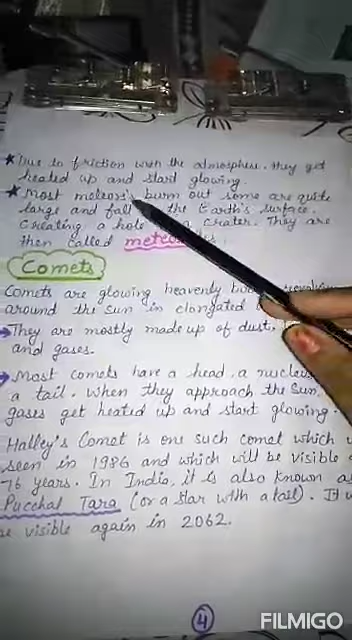 ★ Due to friction with the atmosphere. they get
heated up and start glowing.
★ Most meteors burn out some are quite
large and fall the Earth's surface.
Creating a hole crater. They are
then called
Comets
Comets are glowing heavenly
around the sun in elongated
→ They are mostly made up of dust,
and gases.
→ Most comets have a head, a nucleus
a tail. When they approach the Sun,
gases get heated up and start glowing.
Halley's Comet is one such comet which
seen in 1986 and which will be visible
76 years. In India, it is also known as
Pucchal Tara (or a star with a tail). It
visible again in 2062.
4
FILMIGO